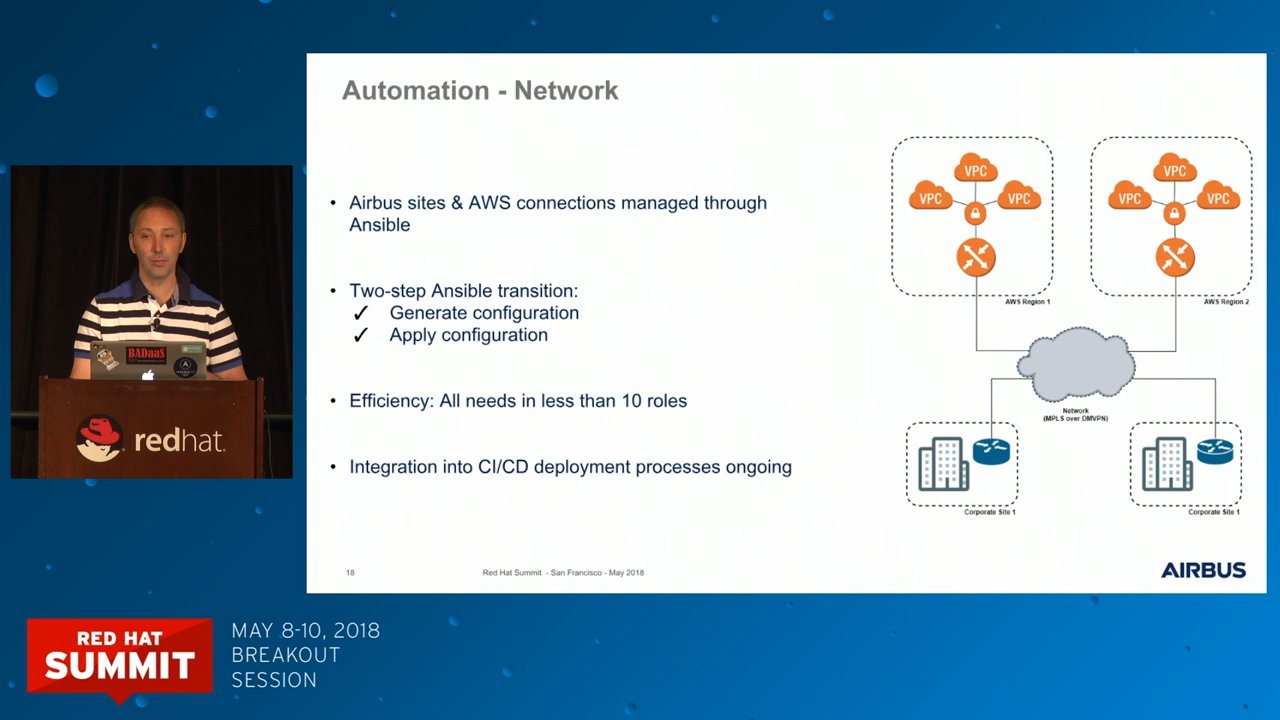 Automation - Network
• Airbus sites & AWS connections managed through
Ansible
• Two-step Ansible transition:
✓ Generate configuration
✓ Apply configuration
• Efficiency: All needs in less than 10 roles
• Integration into CI/CD deployment processes ongoing
VPC
VPC
VPC
AWS Region 1
VPC
VPC
VPC
AWS Region 2
Network
(MPLS over DMVPN)
Corporate Site 1
Corporate Site 1
18
Red Hat Summit - San Francisco - May 2018
AIRBUS
BADaaS
redhat.
RED HAT
SUMMIT
MAY 8-10, 2018
BREAKOUT
SESSION